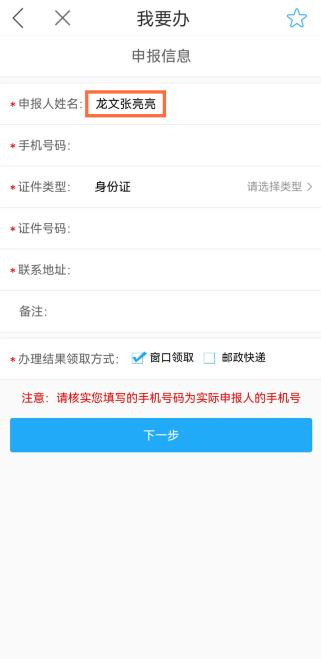 我要办
申报信息
*申报人姓名: 龙文张亮亮
*手机号码:
*证件类型: 身份证 请选择类型
*证件号码:
*联系地址:
备注:
*办理结果领取方式: 窗口领取 邮政快递
注意：请核实您填写的手机号码为实际申报人的手机号
下一步